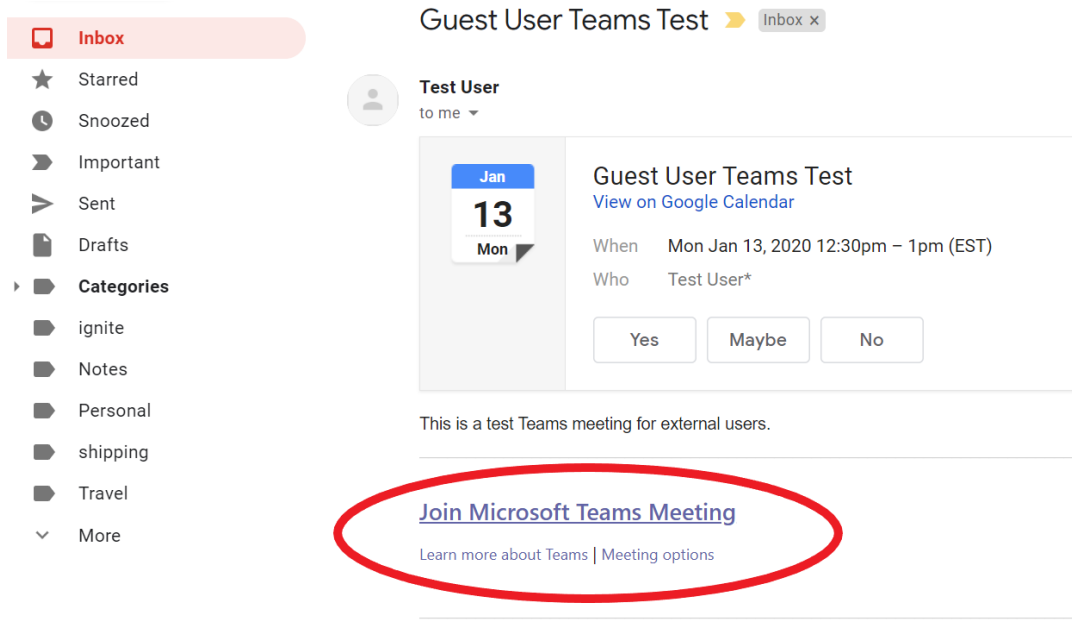 Inbox
Starred
Snoozed
Important
Sent
Drafts
Categories
ignite
Notes
Personal
shipping
Travel
More
Guest User Teams Test Inbox x
Test User
to me
Jan
13
Mon
Guest User Teams Test
View on Google Calendar
When Mon Jan 13, 2020 12:30pm – 1pm (EST)
Who Test User*
Yes Maybe No
This is a test Teams meeting for external users.
Join Microsoft Teams Meeting
Learn more about Teams | Meeting options